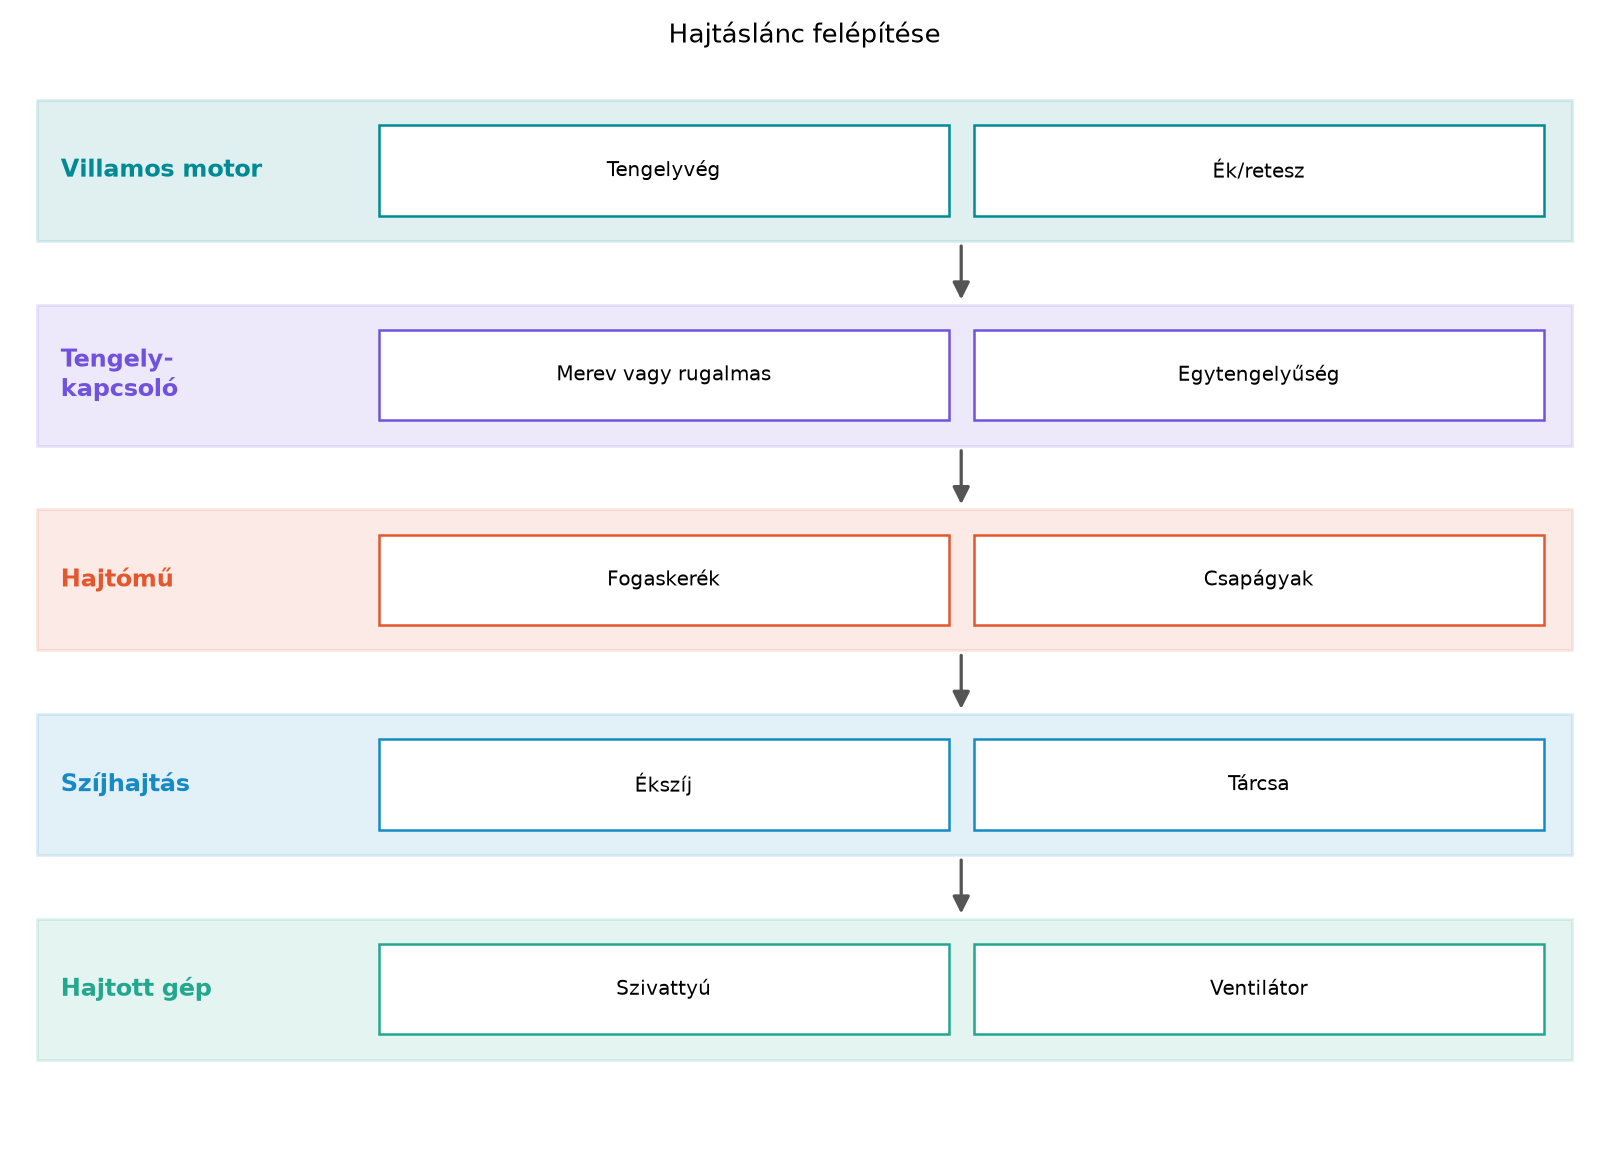 Hajtáslánc felépítése
Villamos motor
Tengelyvég
Ék/retesz
Tengely-
kapcsoló
Merev vagy rugalmas
Egytengelyűség
Hajtómű
Fogaskerék
Csapágyak
Szíjhajtás
Ékszíj
Tárcsa
Hajtott gép
Szivattyú
Ventilátor